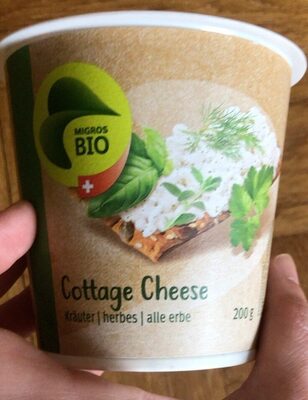 MIGROS
BIO
Cottage Cheese
Kräuter | herbes | alle erbe
200 g